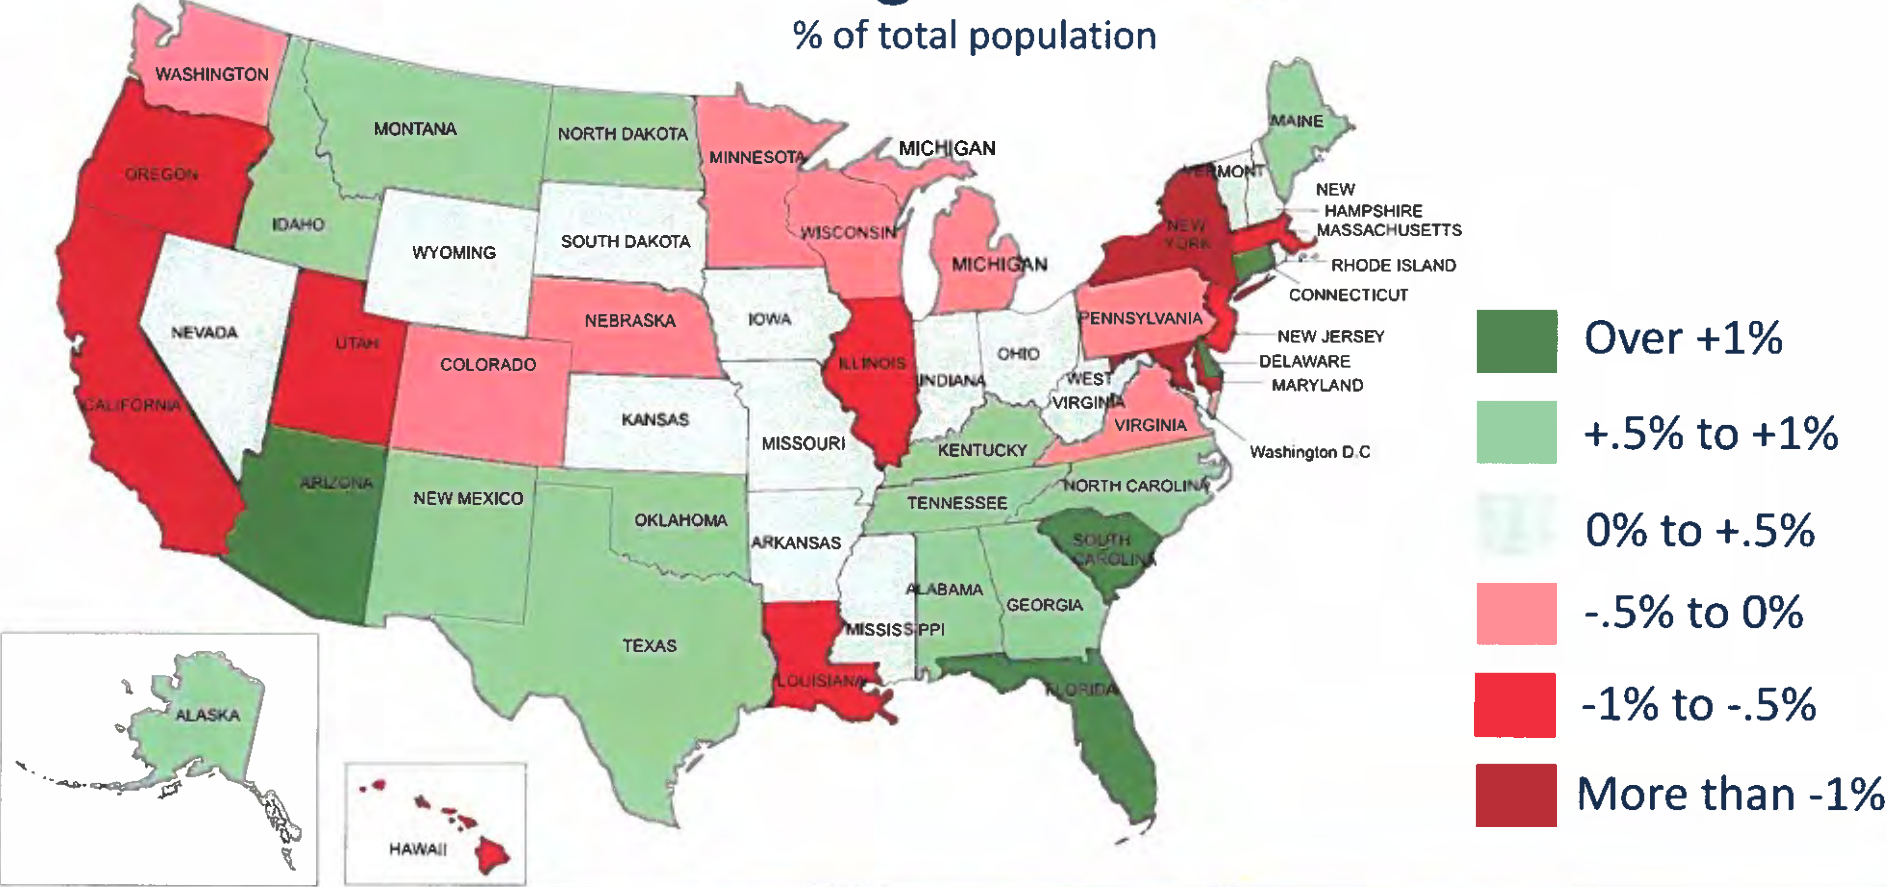 % of total population
WASHINGTON
MONTANA
NORTH DAKOTA
MINNESOTA
MICHIGAN
MAINE
OREGON
IDAHO
WYOMING
SOUTH DAKOTA
WISCONSIN
MICHIGAN
VERMONT
NEW
HAMPSHIRE
MASSACHUSETTS
NEW
YORK
RHODE ISLAND
CONNECTICUT
NEVADA
UTAH
COLORADO
NEBRASKA
IOWA
ILLINOIS
INDIANA
OHIO
PENNSYLVANIA
NEW JERSEY
DELAWARE
MARYLAND
CALIFORNIA
KANSAS
MISSOURI
WEST
VIRGINIA
VIRGINIA
KENTUCKY
Washington D.C
ARIZONA
NEW MEXICO
OKLAHOMA
ARKANSAS
TENNESSEE
NORTH CAROLINA
SOUTH
CAROLINA
TEXAS
LOUISIANA
MISSISSIPPI
ALABAMA
GEORGIA
FLORIDA
ALASKA
HAWAII
Over +1%
+.5% to +1%
0% to +.5%
-.5% to 0%
-1% to -.5%
More than -1%